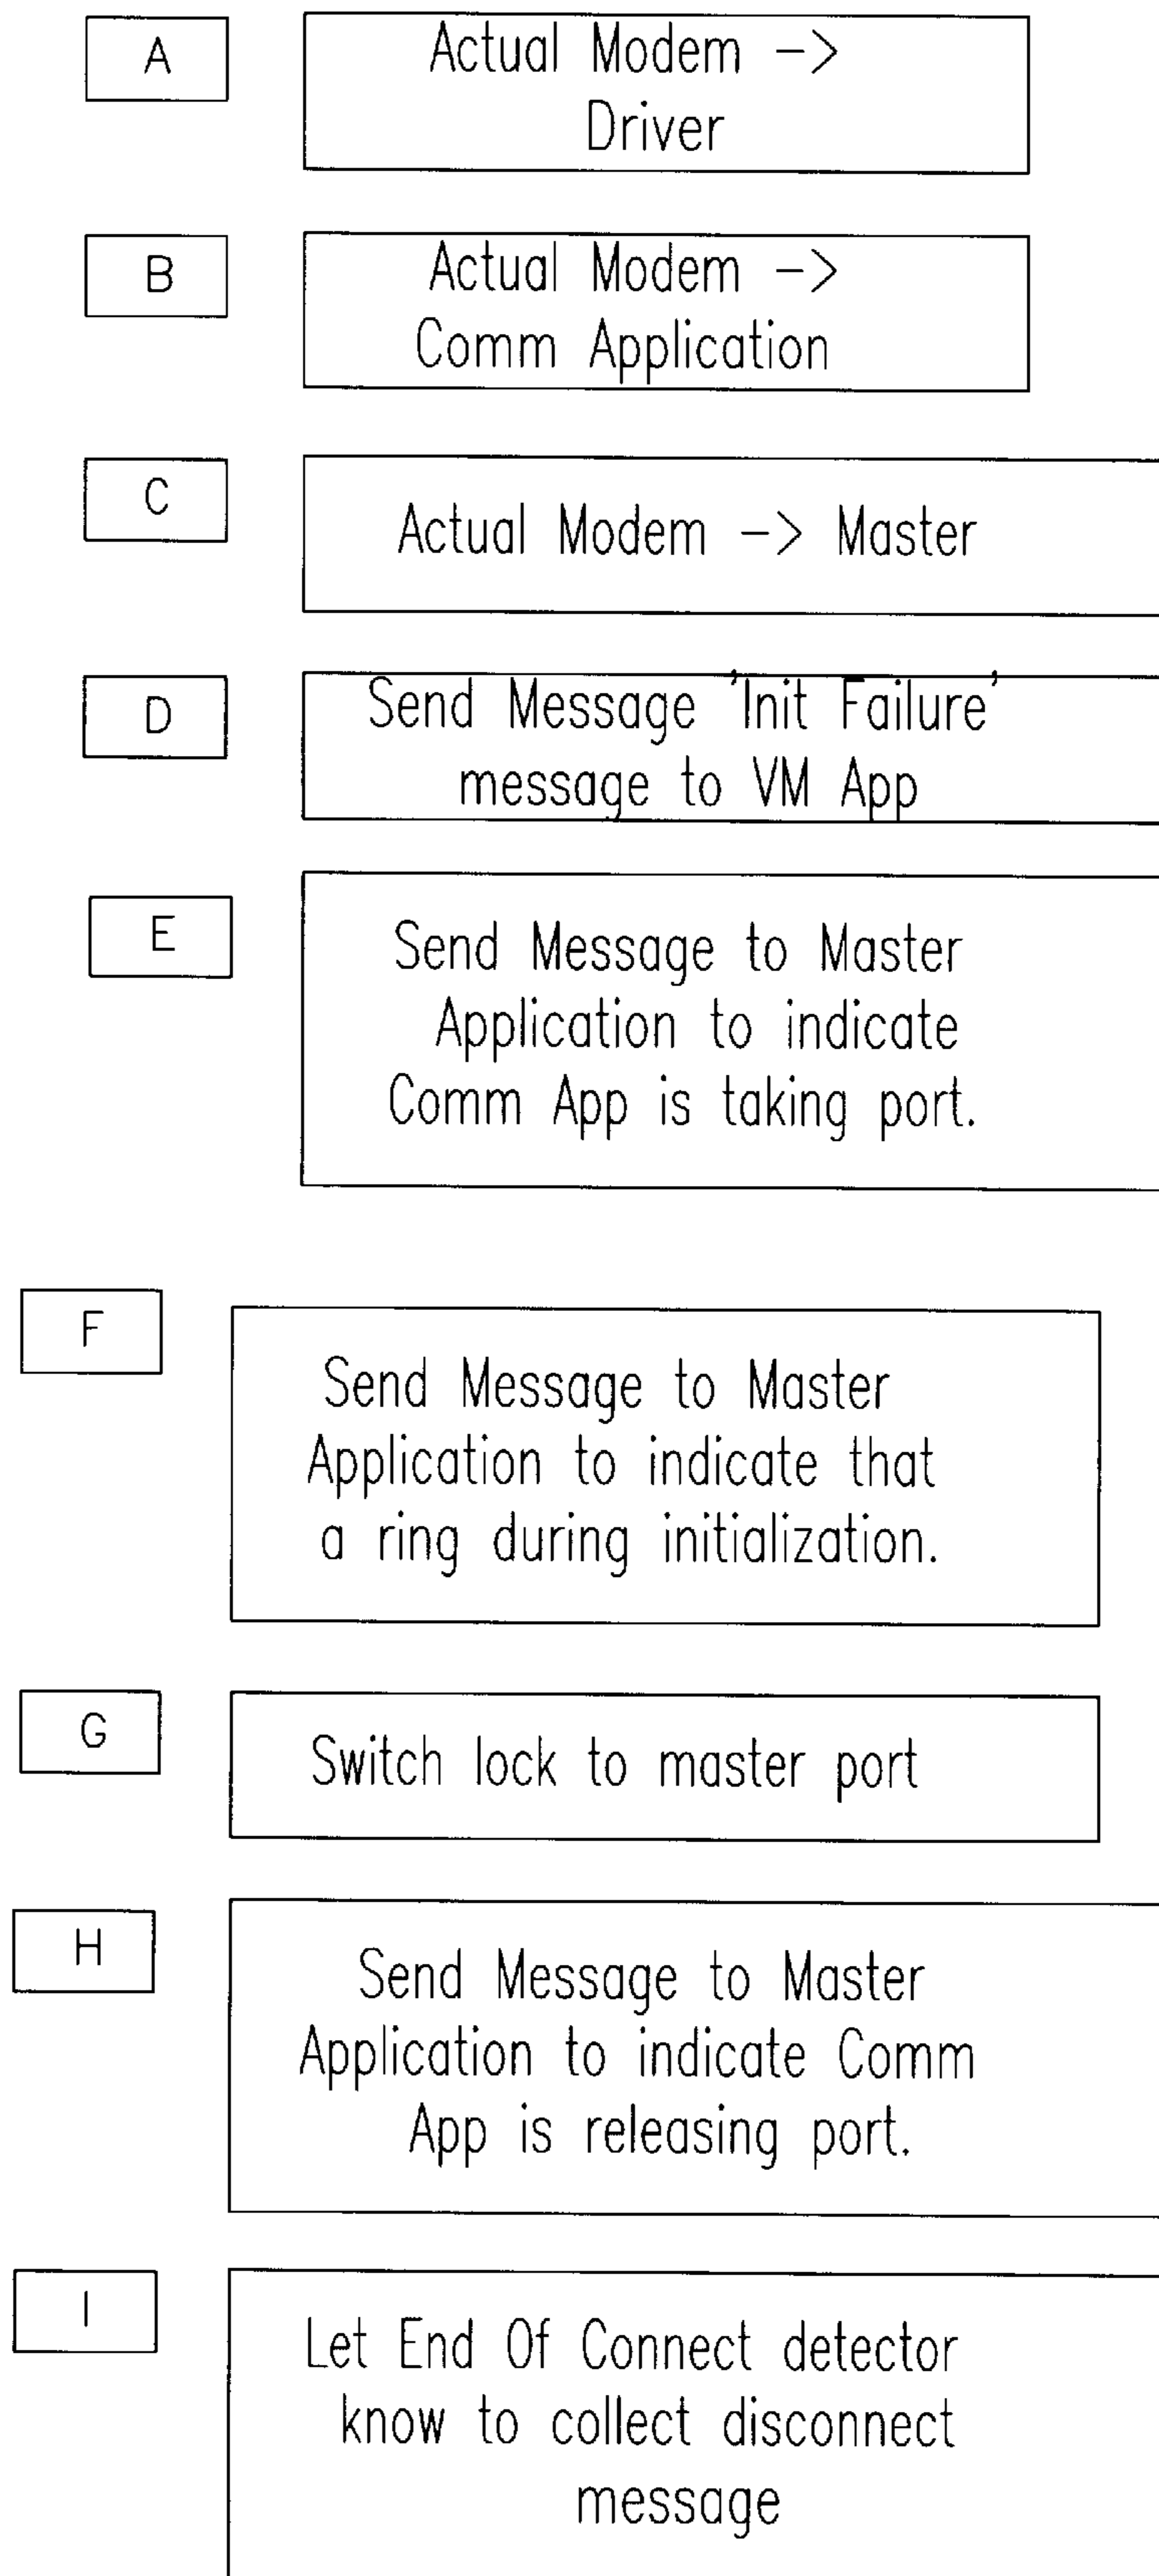 A
Actual Modem ->
Driver
B
Actual Modem ->
Comm Application
C
Actual Modem -> Master
D
Send Message 'Init Failure'
message to VM App
E
Send Message to Master
Application to indicate
Comm App is taking port.
F
Send Message to Master
Application to indicate that
a ring during initialization.
G
Switch lock to master port
H
Send Message to Master
Application to indicate Comm
App is releasing port.
I
Let End Of Connect detector
know to collect disconnect
message